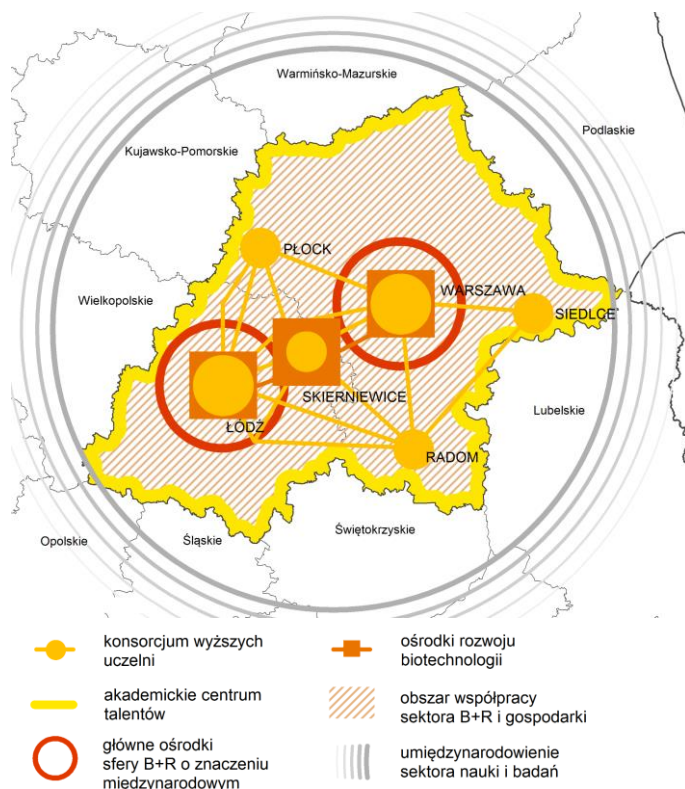 Warmińsko-Mazurskie
Podlaskie
Kujawsko-Pomorskie
PŁOCK
WARSZAWA
Wielkopolskie
SIEDLCE
SKIERNIEWICE
Lubelskie
ŁÓDŹ
RADOM
Świętokrzyskie
Opolskie
Śląskie
konsorcjum wyższych
uczelni
ośrodki rozwoju
biotechnologii
akademickie centrum
talentów
obszar współpracy
sektora B+R i gospodarki
główne ośrodki
sfery B+R o znaczeniu
międzynarodowym
umiędzynarodowienie
sektora nauki i badań